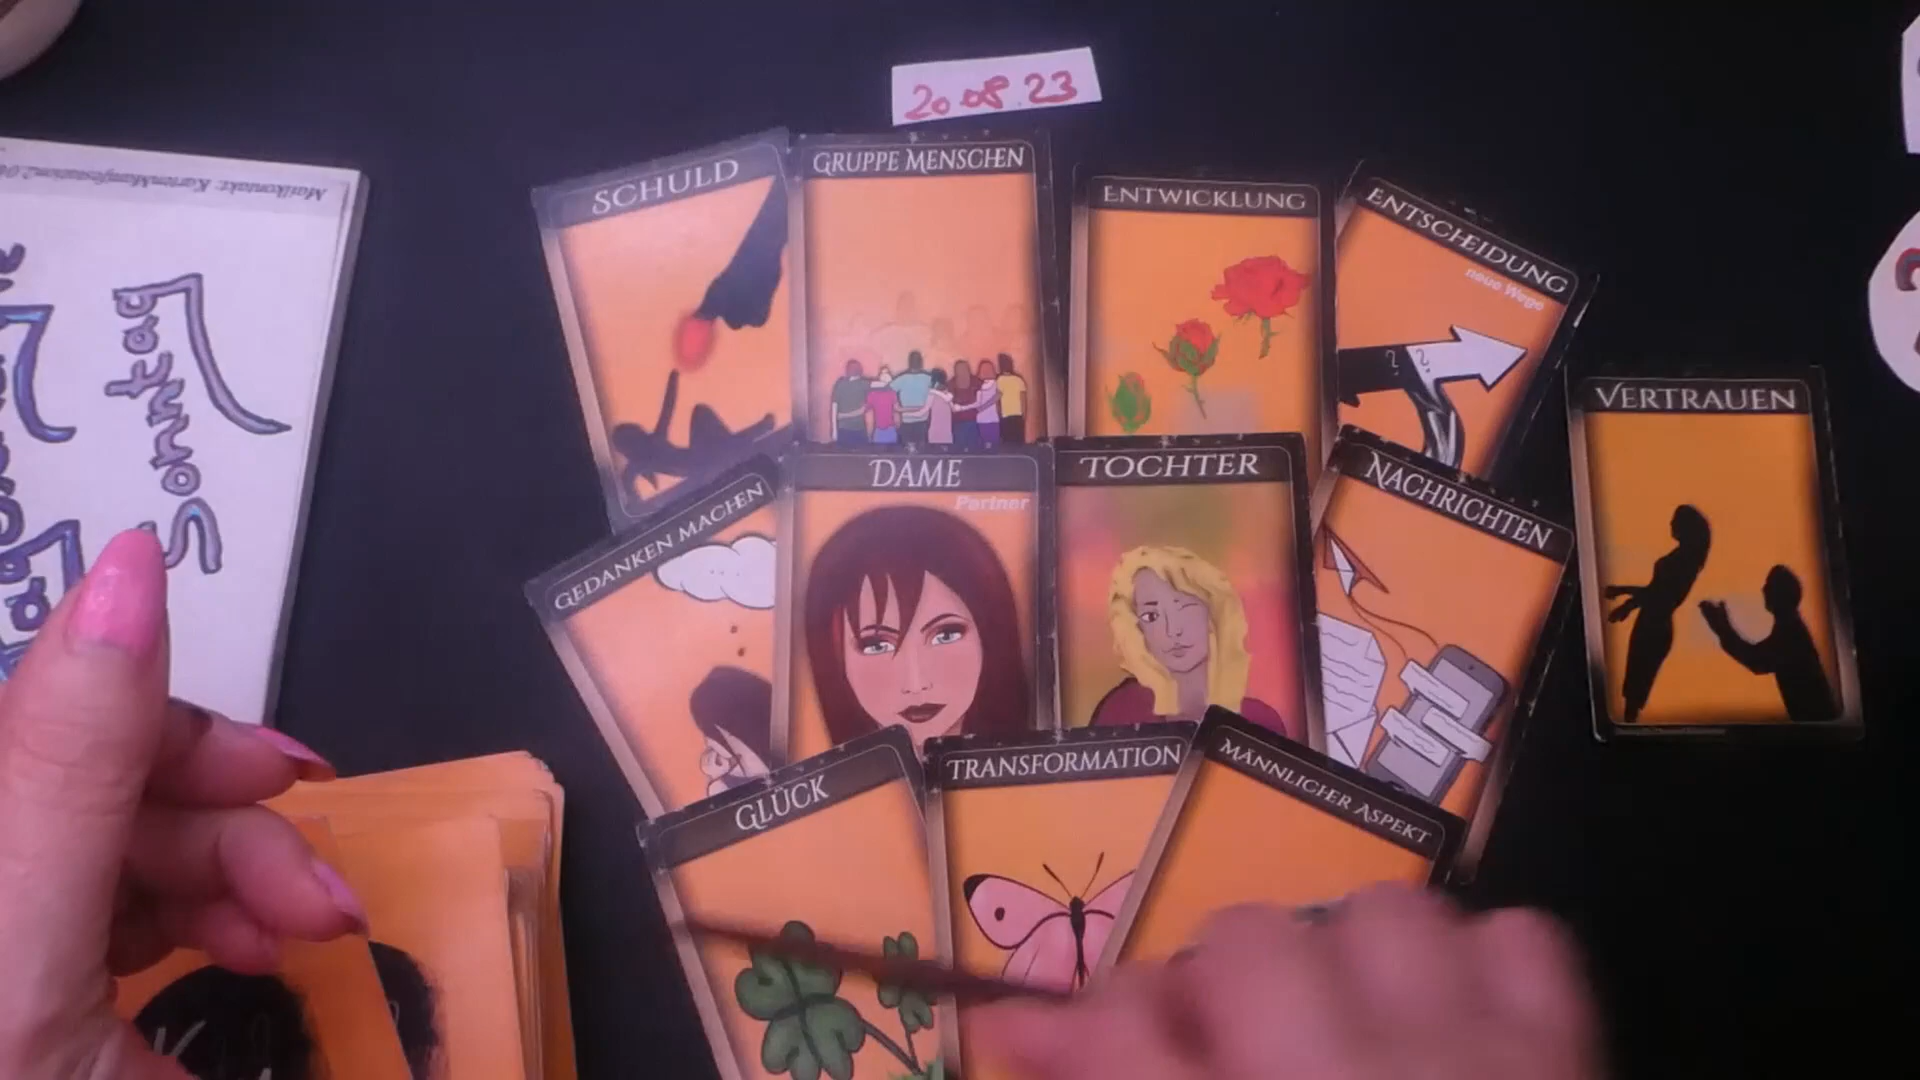 20.08.23
SCHULD
GRUPPE MENSCHEN
ENTWICKLUNG
ENTSCHEIDUNG
neue Wege
VERTRAUEN
GEDANKEN MACHEN
DAME
Partner
TOCHTER
NACHRICHTEN
GLÜCK
TRANSFORMATION
MÄNNLICHER ASPEKT
Sonntag